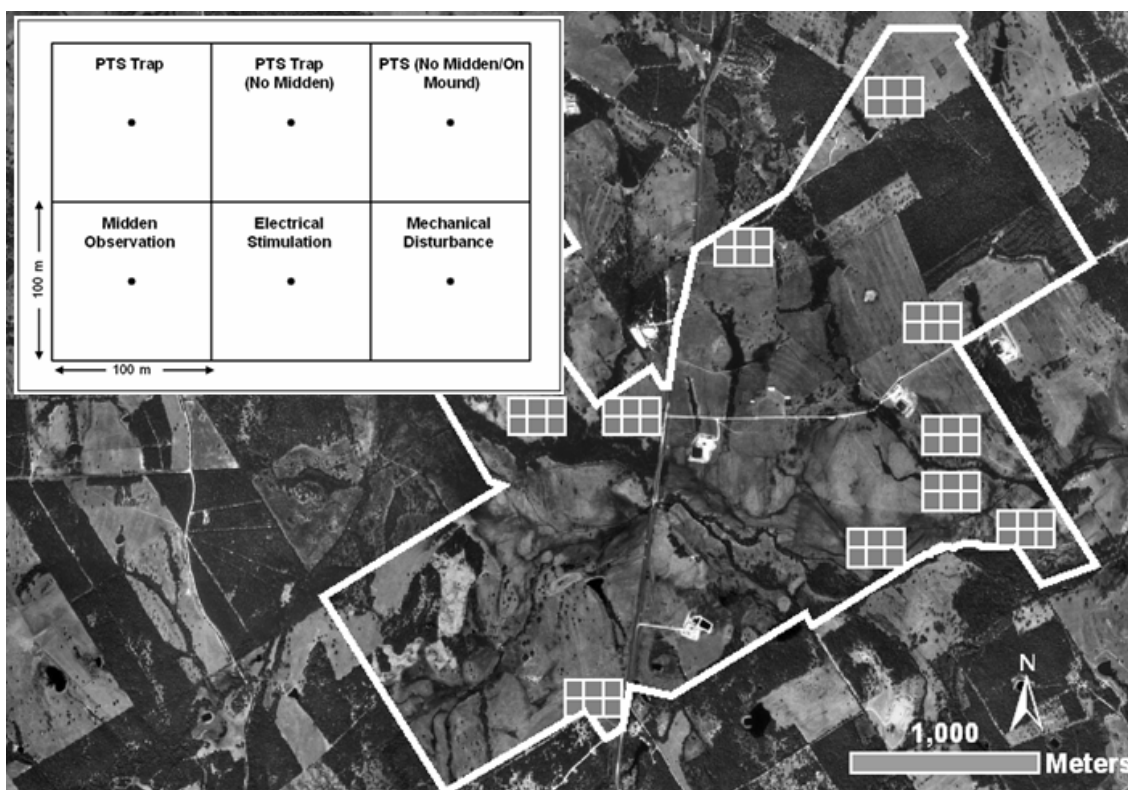 PTS Trap
PTS Trap
(No Midden)
PTS (No Midden/On
Mound)
Midden
Observation
Electrical
Stimulation
Mechanical
Disturbance
100 m
100 m
N
1,000
Meters